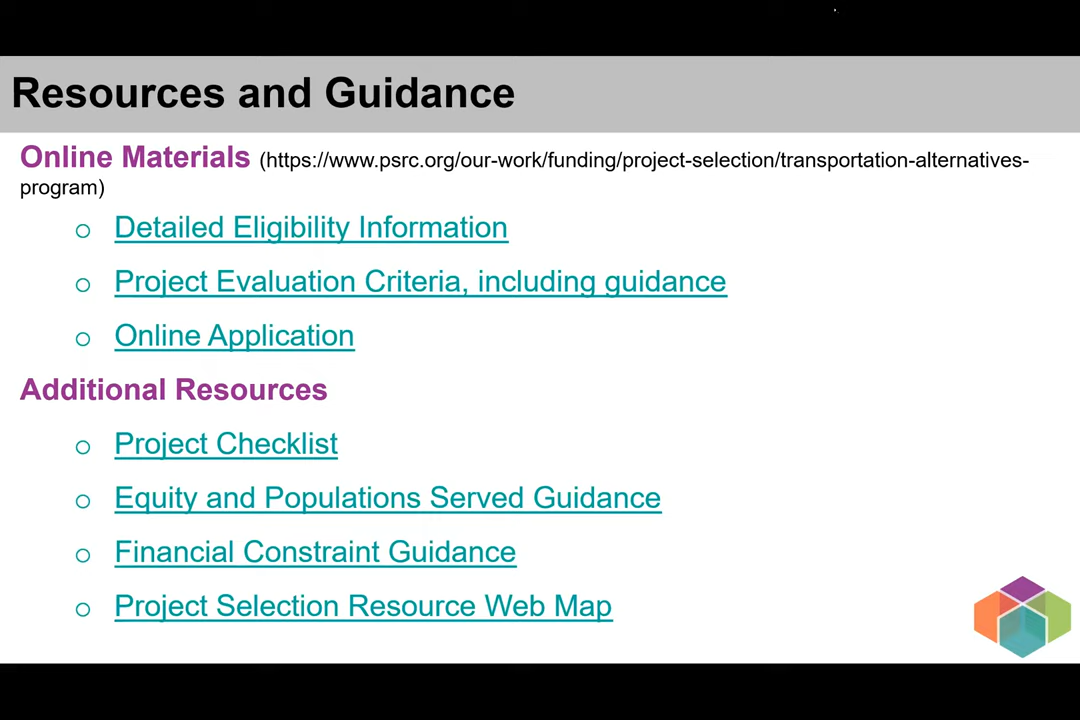 Resources and Guidance
Online Materials (https://www.psrc.org/our-work/funding/project-selection/transportation-alternatives-
program)
Detailed Eligibility Information
Project Evaluation Criteria, including guidance
Online Application
Additional Resources
Project Checklist
Equity and Populations Served Guidance
Financial Constraint Guidance
Project Selection Resource Web Map